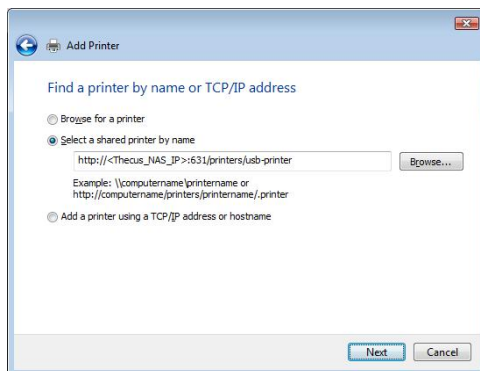 Add Printer
Find a printer by name or TCP/IP address
Browse for a printer
Select a shared printer by name
http://<Thecus_NAS_IP>:631/printers/usb-printer
Browse...
Example: \\computername\printername or
http://computername/printers/printername/.printer
Add a printer using a TCP/IP address or hostname
Next
Cancel